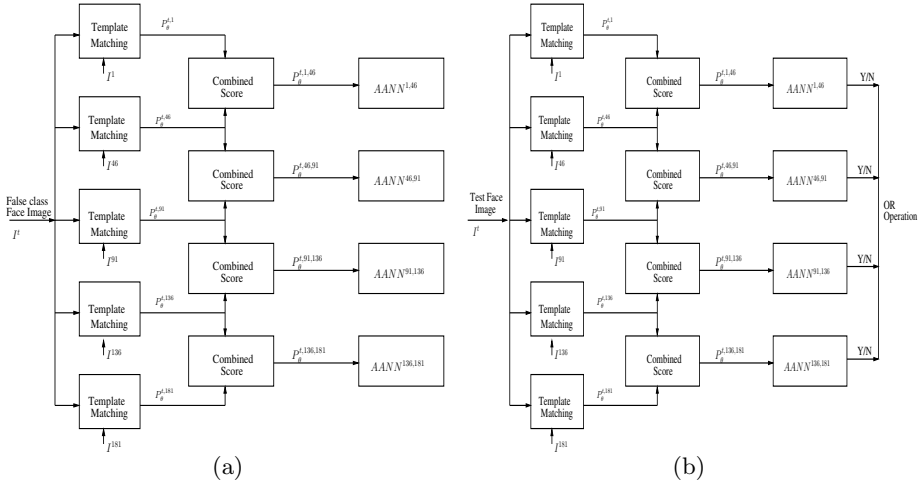 Template
Matching
P_θ^{t,1}
I^1
Combined
Score
P_θ^{t,1,46}
AANN^{1,46}
Template
Matching
P_θ^{t,46}
I^{46}
Combined
Score
P_θ^{t,46,91}
AANN^{46,91}
False class
Face Image
I^t
Template
Matching
P_θ^{t,91}
I^{91}
Combined
Score
P_θ^{t,91,136}
AANN^{91,136}
Template
Matching
P_θ^{t,136}
I^{136}
Combined
Score
P_θ^{t,136,181}
AANN^{136,181}
Template
Matching
P_θ^{t,181}
I^{181}
(a)
Template
Matching
P_θ^{t,1}
I^1
Combined
Score
P_θ^{t,1,46}
AANN^{1,46}
Y/N
Template
Matching
P_θ^{t,46}
I^{46}
Combined
Score
P_θ^{t,46,91}
AANN^{46,91}
Y/N
Test Face
Image
I^t
Template
Matching
P_θ^{t,91}
I^{91}
OR
Operation
Combined
Score
P_θ^{t,91,136}
AANN^{91,136}
Y/N
Template
Matching
P_θ^{t,136}
I^{136}
Combined
Score
P_θ^{t,136,181}
AANN^{136,181}
Y/N
Template
Matching
P_θ^{t,181}
I^{181}
(b)